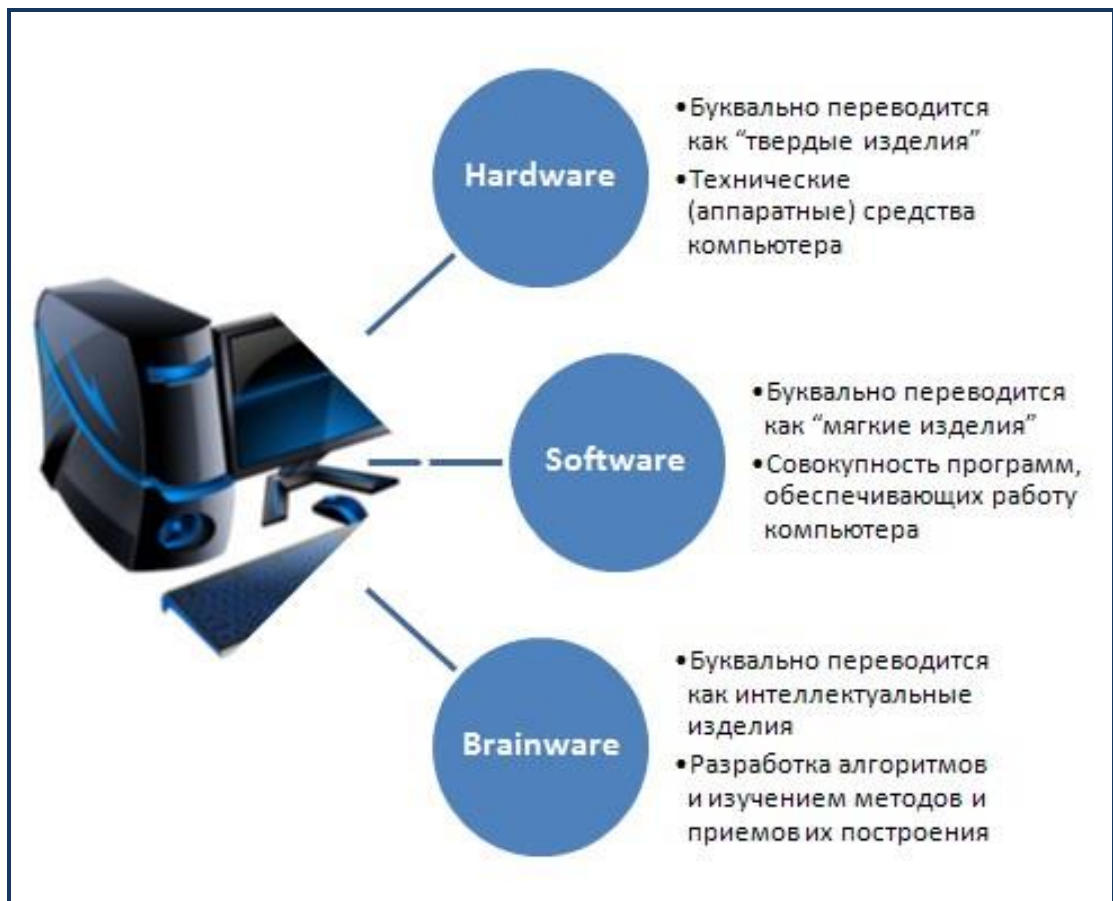 Hardware
•Буквально переводится
как “твердые изделия”
•Технические
(аппаратные) средства
компьютера
Software
•Буквально переводится
как “мягкие изделия”
•Совокупность программ,
обеспечивающих работу
компьютера
Brainware
•Буквально переводится
как интеллектуальные
изделия
•Разработка алгоритмов
и изучением методов и
приемов их построения